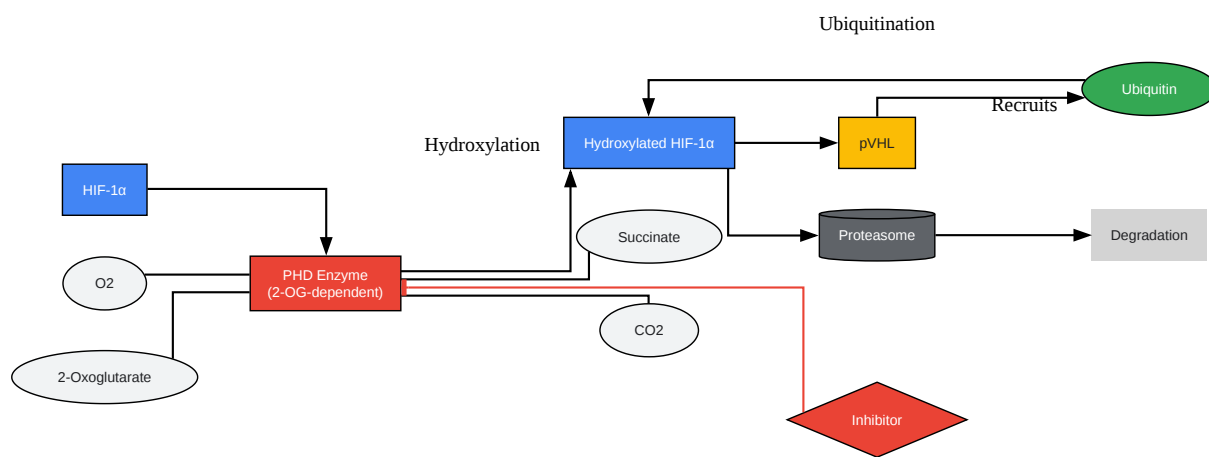 Ubiquitination
Ubiquitin
Recruits
Hydroxylation
Hydroxylated HIF-1α
pVHL
HIF-1α
Succinate
Proteasome
Degradation
O2
PHD Enzyme
(2-OG-dependent)
CO2
2-Oxoglutarate
Inhibitor